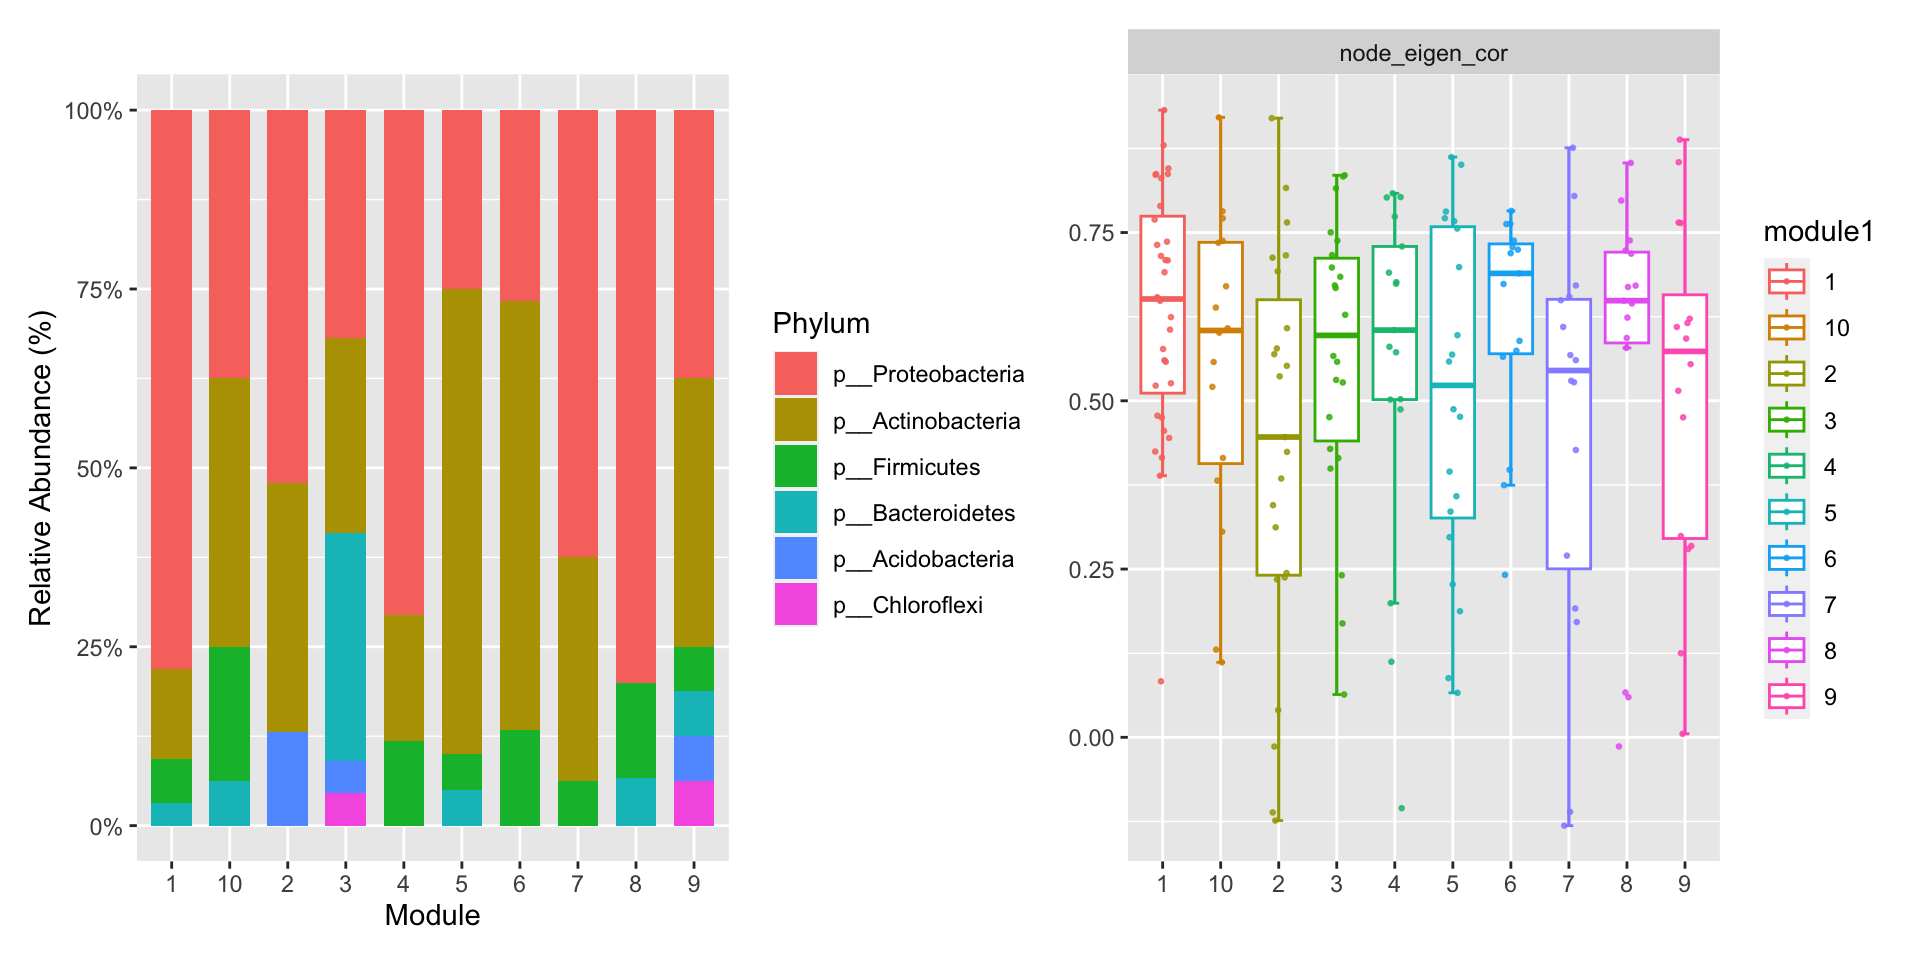 Relative Abundance (%)
100%
75%
50%
25%
0%
1 10 2 3 4 5 6 7 8 9
Module
Phylum
p__Proteobacteria
p__Actinobacteria
p__Firmicutes
p__Bacteroidetes
p__Acidobacteria
p__Chloroflexi
node_eigen_cor
0.75
0.50
0.25
0.00
1 10 2 3 4 5 6 7 8 9
module1
1
10
2
3
4
5
6
7
8
9